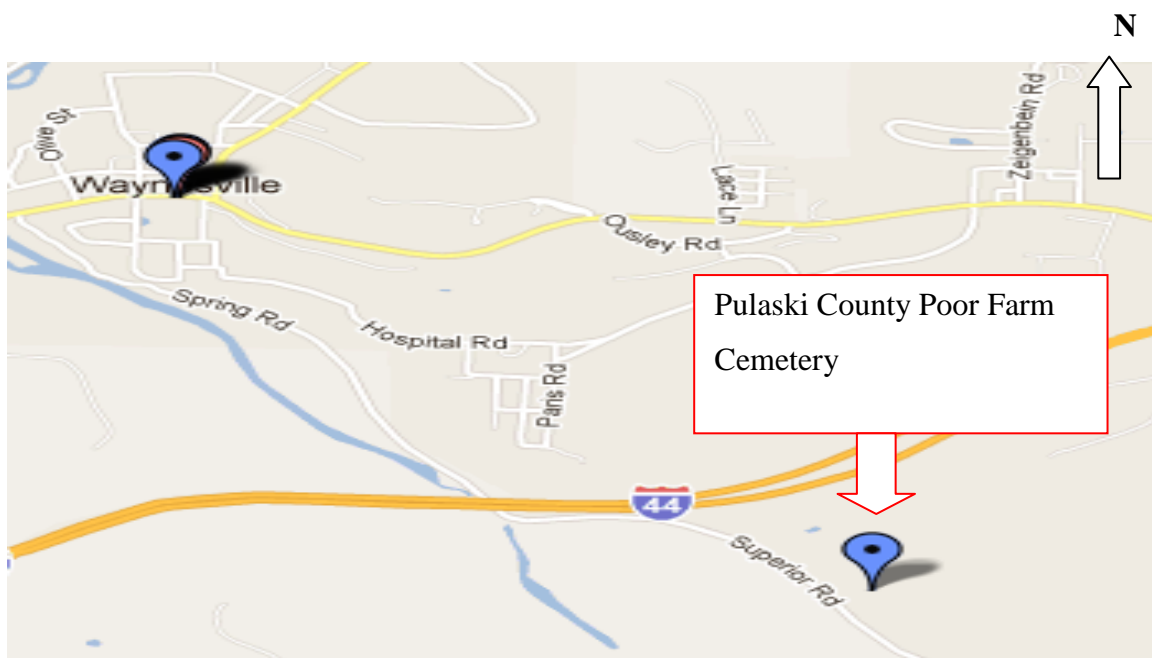 N
Olive St
Waynesville
Lace Ln
Zeigenbein Rd
Ousley Rd
Pulaski County Poor Farm
Cemetery
Spring Rd
Hospital Rd
Paris Rd
44
Superior Rd